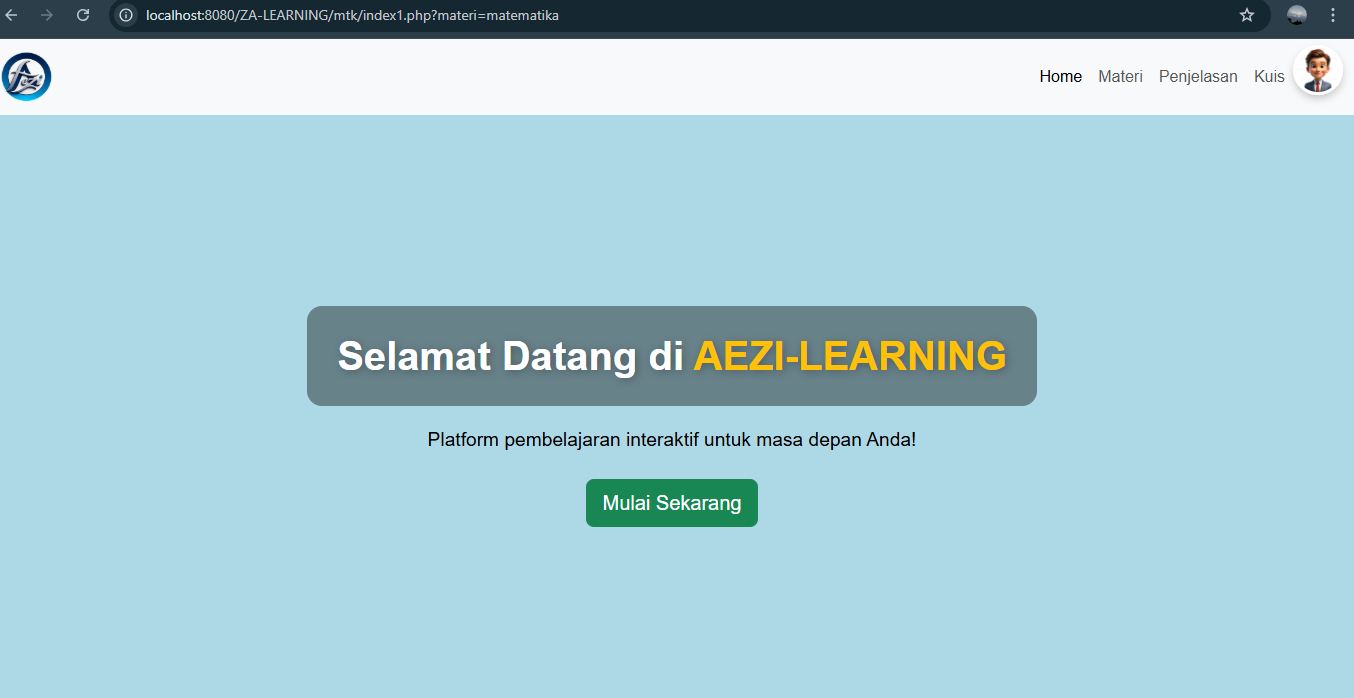 localhost:8080/ZA-LEARNING/mtk/index1.php?materi=matematika
Aezi
Home Materi Penjelasan Kuis
Selamat Datang di AEZI-LEARNING
Platform pembelajaran interaktif untuk masa depan Anda!
Mulai Sekarang